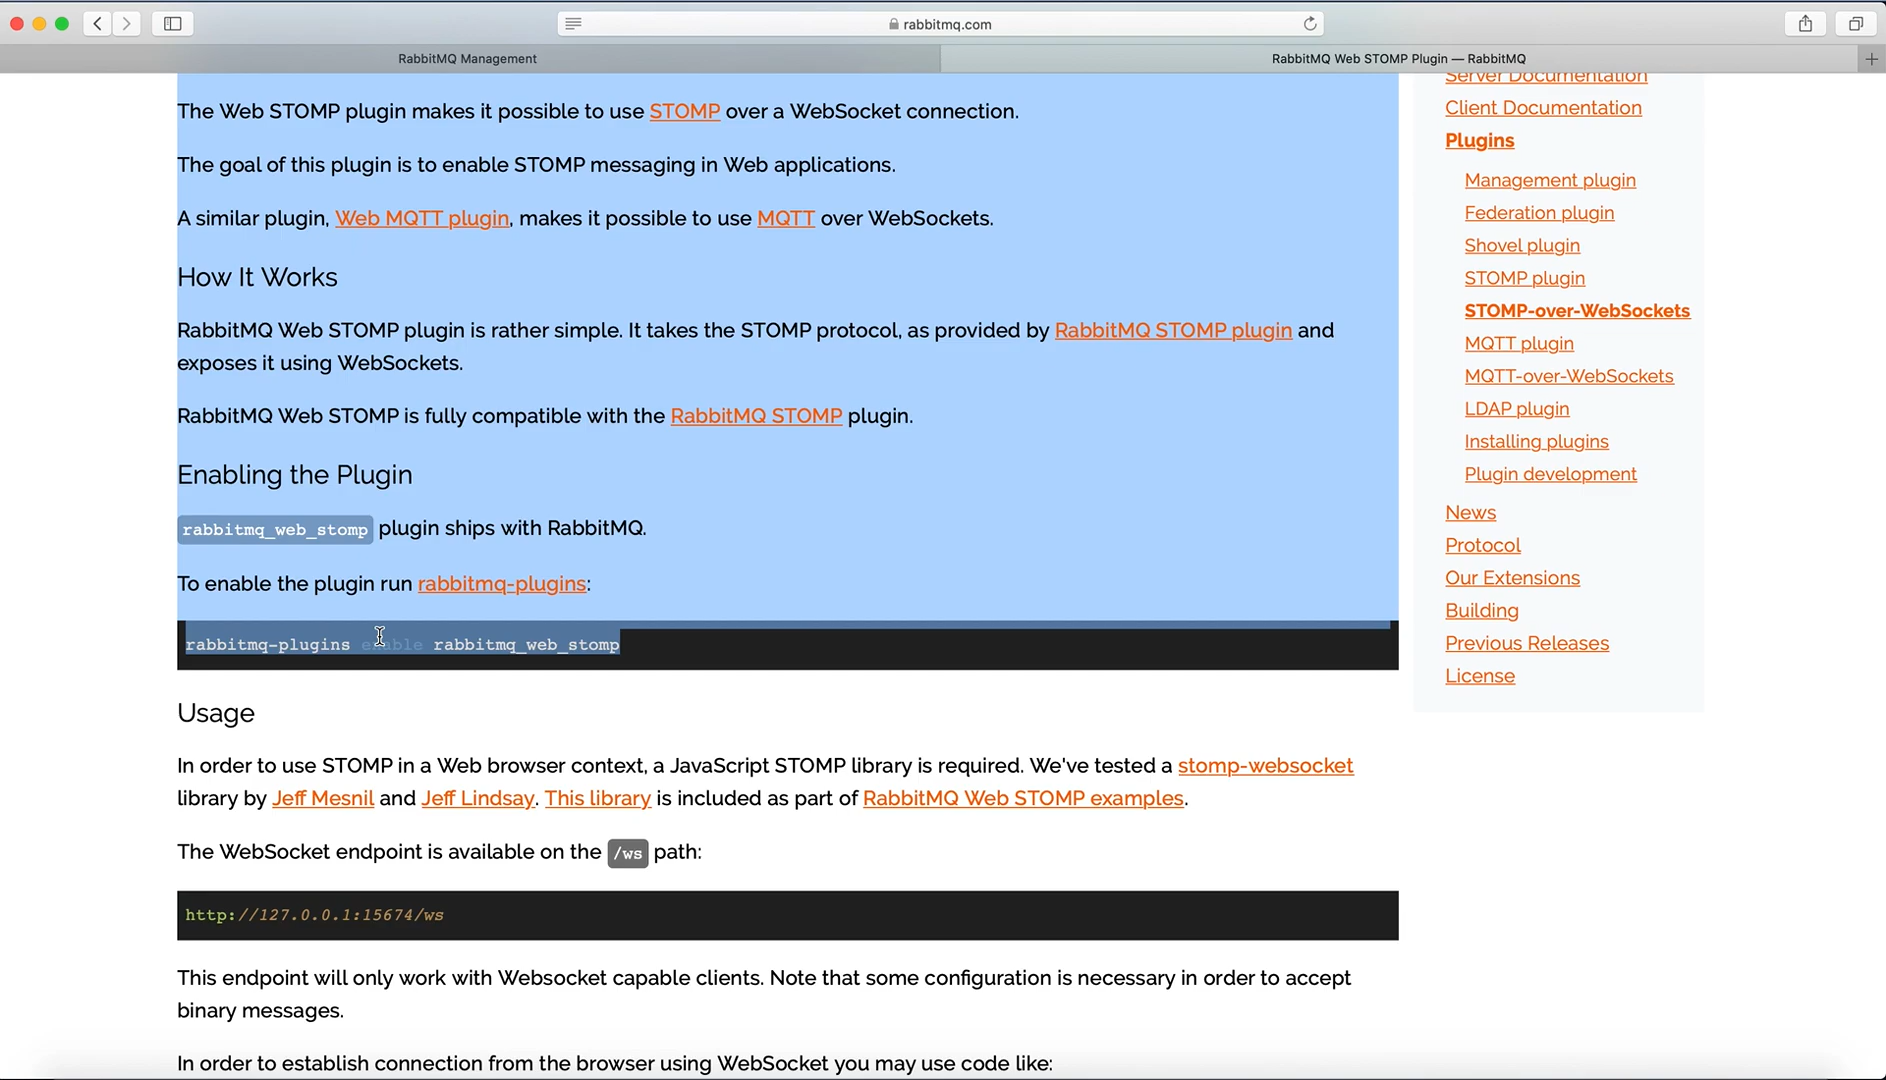 rabbitmq.com
RabbitMQ Management
RabbitMQ Web STOMP Plugin — RabbitMQ
The Web STOMP plugin makes it possible to use STOMP over a WebSocket connection.
The goal of this plugin is to enable STOMP messaging in Web applications.
A similar plugin, Web MQTT plugin, makes it possible to use MQTT over WebSockets.
How It Works
RabbitMQ Web STOMP plugin is rather simple. It takes the STOMP protocol, as provided by RabbitMQ STOMP plugin and
exposes it using WebSockets.
RabbitMQ Web STOMP is fully compatible with the RabbitMQ STOMP plugin.
Enabling the Plugin
rabbitmq_web_stomp plugin ships with RabbitMQ.
To enable the plugin run rabbitmq-plugins:
rabbitmq-plugins enable rabbitmq_web_stomp
Usage
In order to use STOMP in a Web browser context, a JavaScript STOMP library is required. We've tested a stomp-websocket
library by Jeff Mesnil and Jeff Lindsay. This library is included as part of RabbitMQ Web STOMP examples.
The WebSocket endpoint is available on the /ws path:
http://127.0.0.1:15674/ws
This endpoint will only work with Websocket capable clients. Note that some configuration is necessary in order to accept
binary messages.
In order to establish connection from the browser using WebSocket you may use code like:
Server Documentation
Client Documentation
Plugins
Management plugin
Federation plugin
Shovel plugin
STOMP plugin
STOMP-over-WebSockets
MQTT plugin
MQTT-over-WebSockets
LDAP plugin
Installing plugins
Plugin development
News
Protocol
Our Extensions
Building
Previous Releases
License